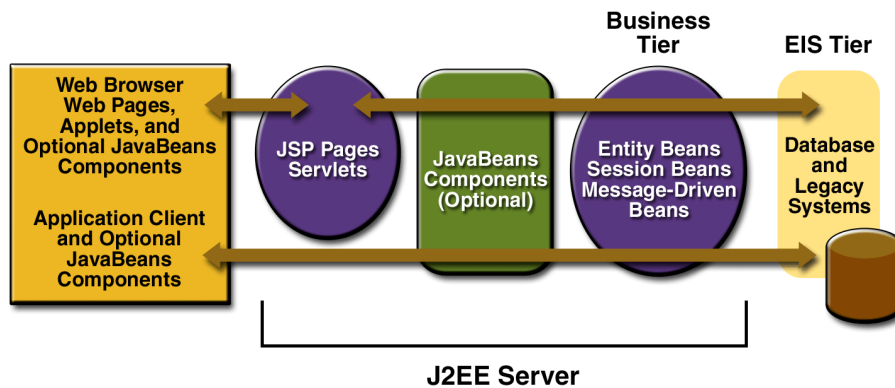 Business
Tier
EIS Tier
Web Browser
Web Pages,
Applets, and
Optional JavaBeans
Components
Application Client
and Optional
JavaBeans
Components
JSP Pages
Servlets
JavaBeans
Components
(Optional)
Entity Beans
Session Beans
Message-Driven
Beans
Database
and
Legacy
Systems
J2EE Server